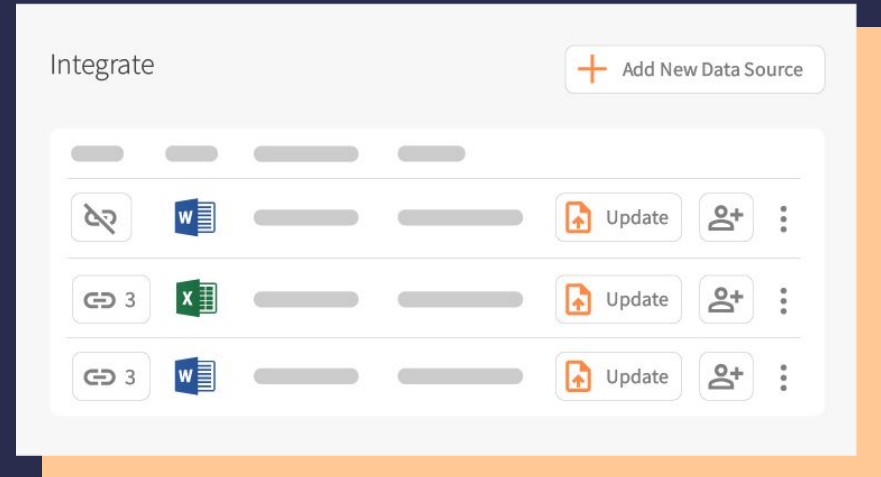 Integrate
Add New Data Source
W
Update
3
X
Update
3
W
Update